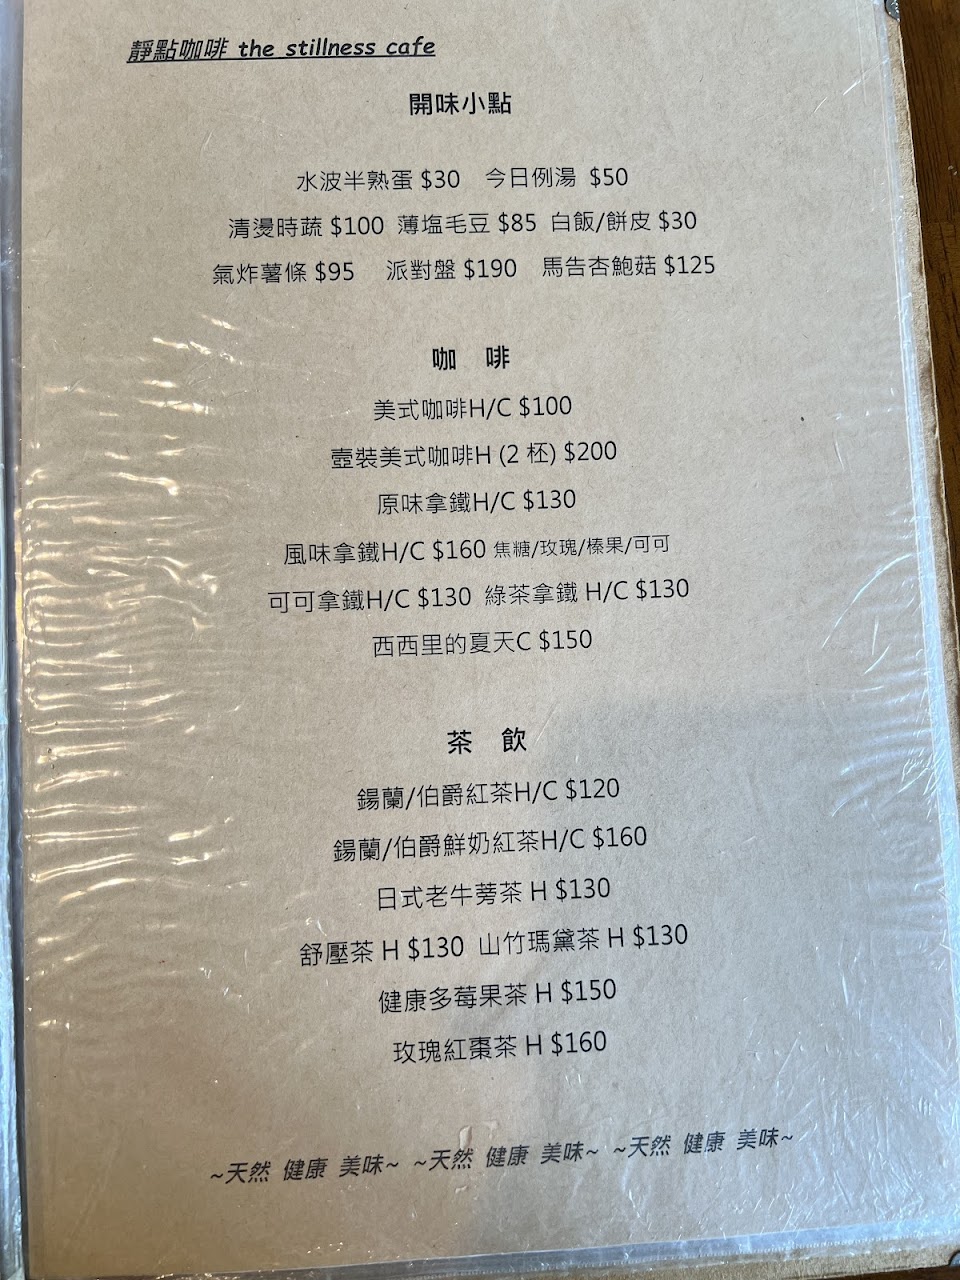 靜點咖啡 the stillness cafe
開味小點
水波半熟蛋 $30 今日例湯 $50
清燙時蔬 $100 薄塩毛豆 $85 白飯/餅皮 $30
氣炸薯條 $95 派對盤 $190 馬告杏鮑菇 $125
咖 啡
美式咖啡H/C $100
壺裝美式咖啡H (2 杯) $200
原味拿鐵H/C $130
風味拿鐵H/C $160 焦糖/玫瑰/榛果/可可
可可拿鐵H/C $130 綠茶拿鐵 H/C $130
西西里的夏天C $150
茶 飲
錫蘭/伯爵紅茶H/C $120
錫蘭/伯爵鮮奶紅茶H/C $160
日式老牛蒡茶 H $130
舒壓茶 H $130 山竹瑪黛茶 H $130
健康多莓果茶 H $150
玫瑰紅棗茶 H $160
~天然 健康 美味~ ~天然 健康 美味~ ~天然 健康 美味~